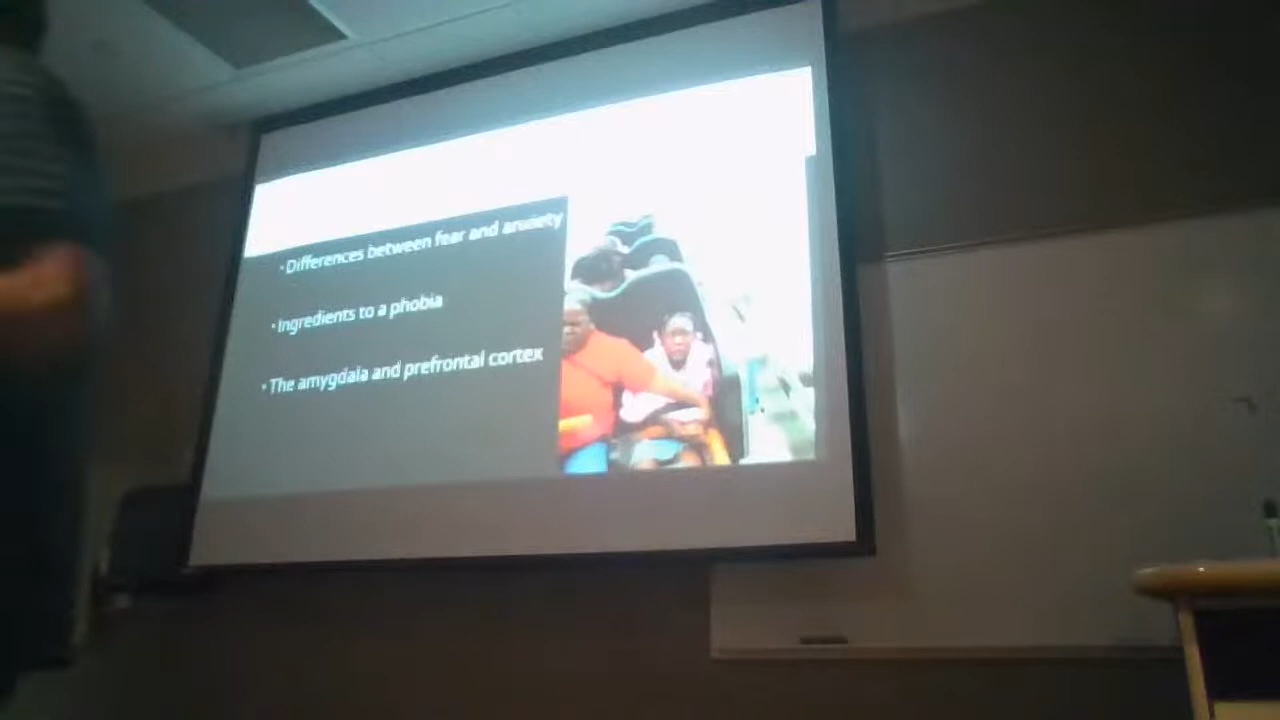 · Differences between fear and anxiety
· Ingredients to a phobia
· The amygdala and prefrontal cortex